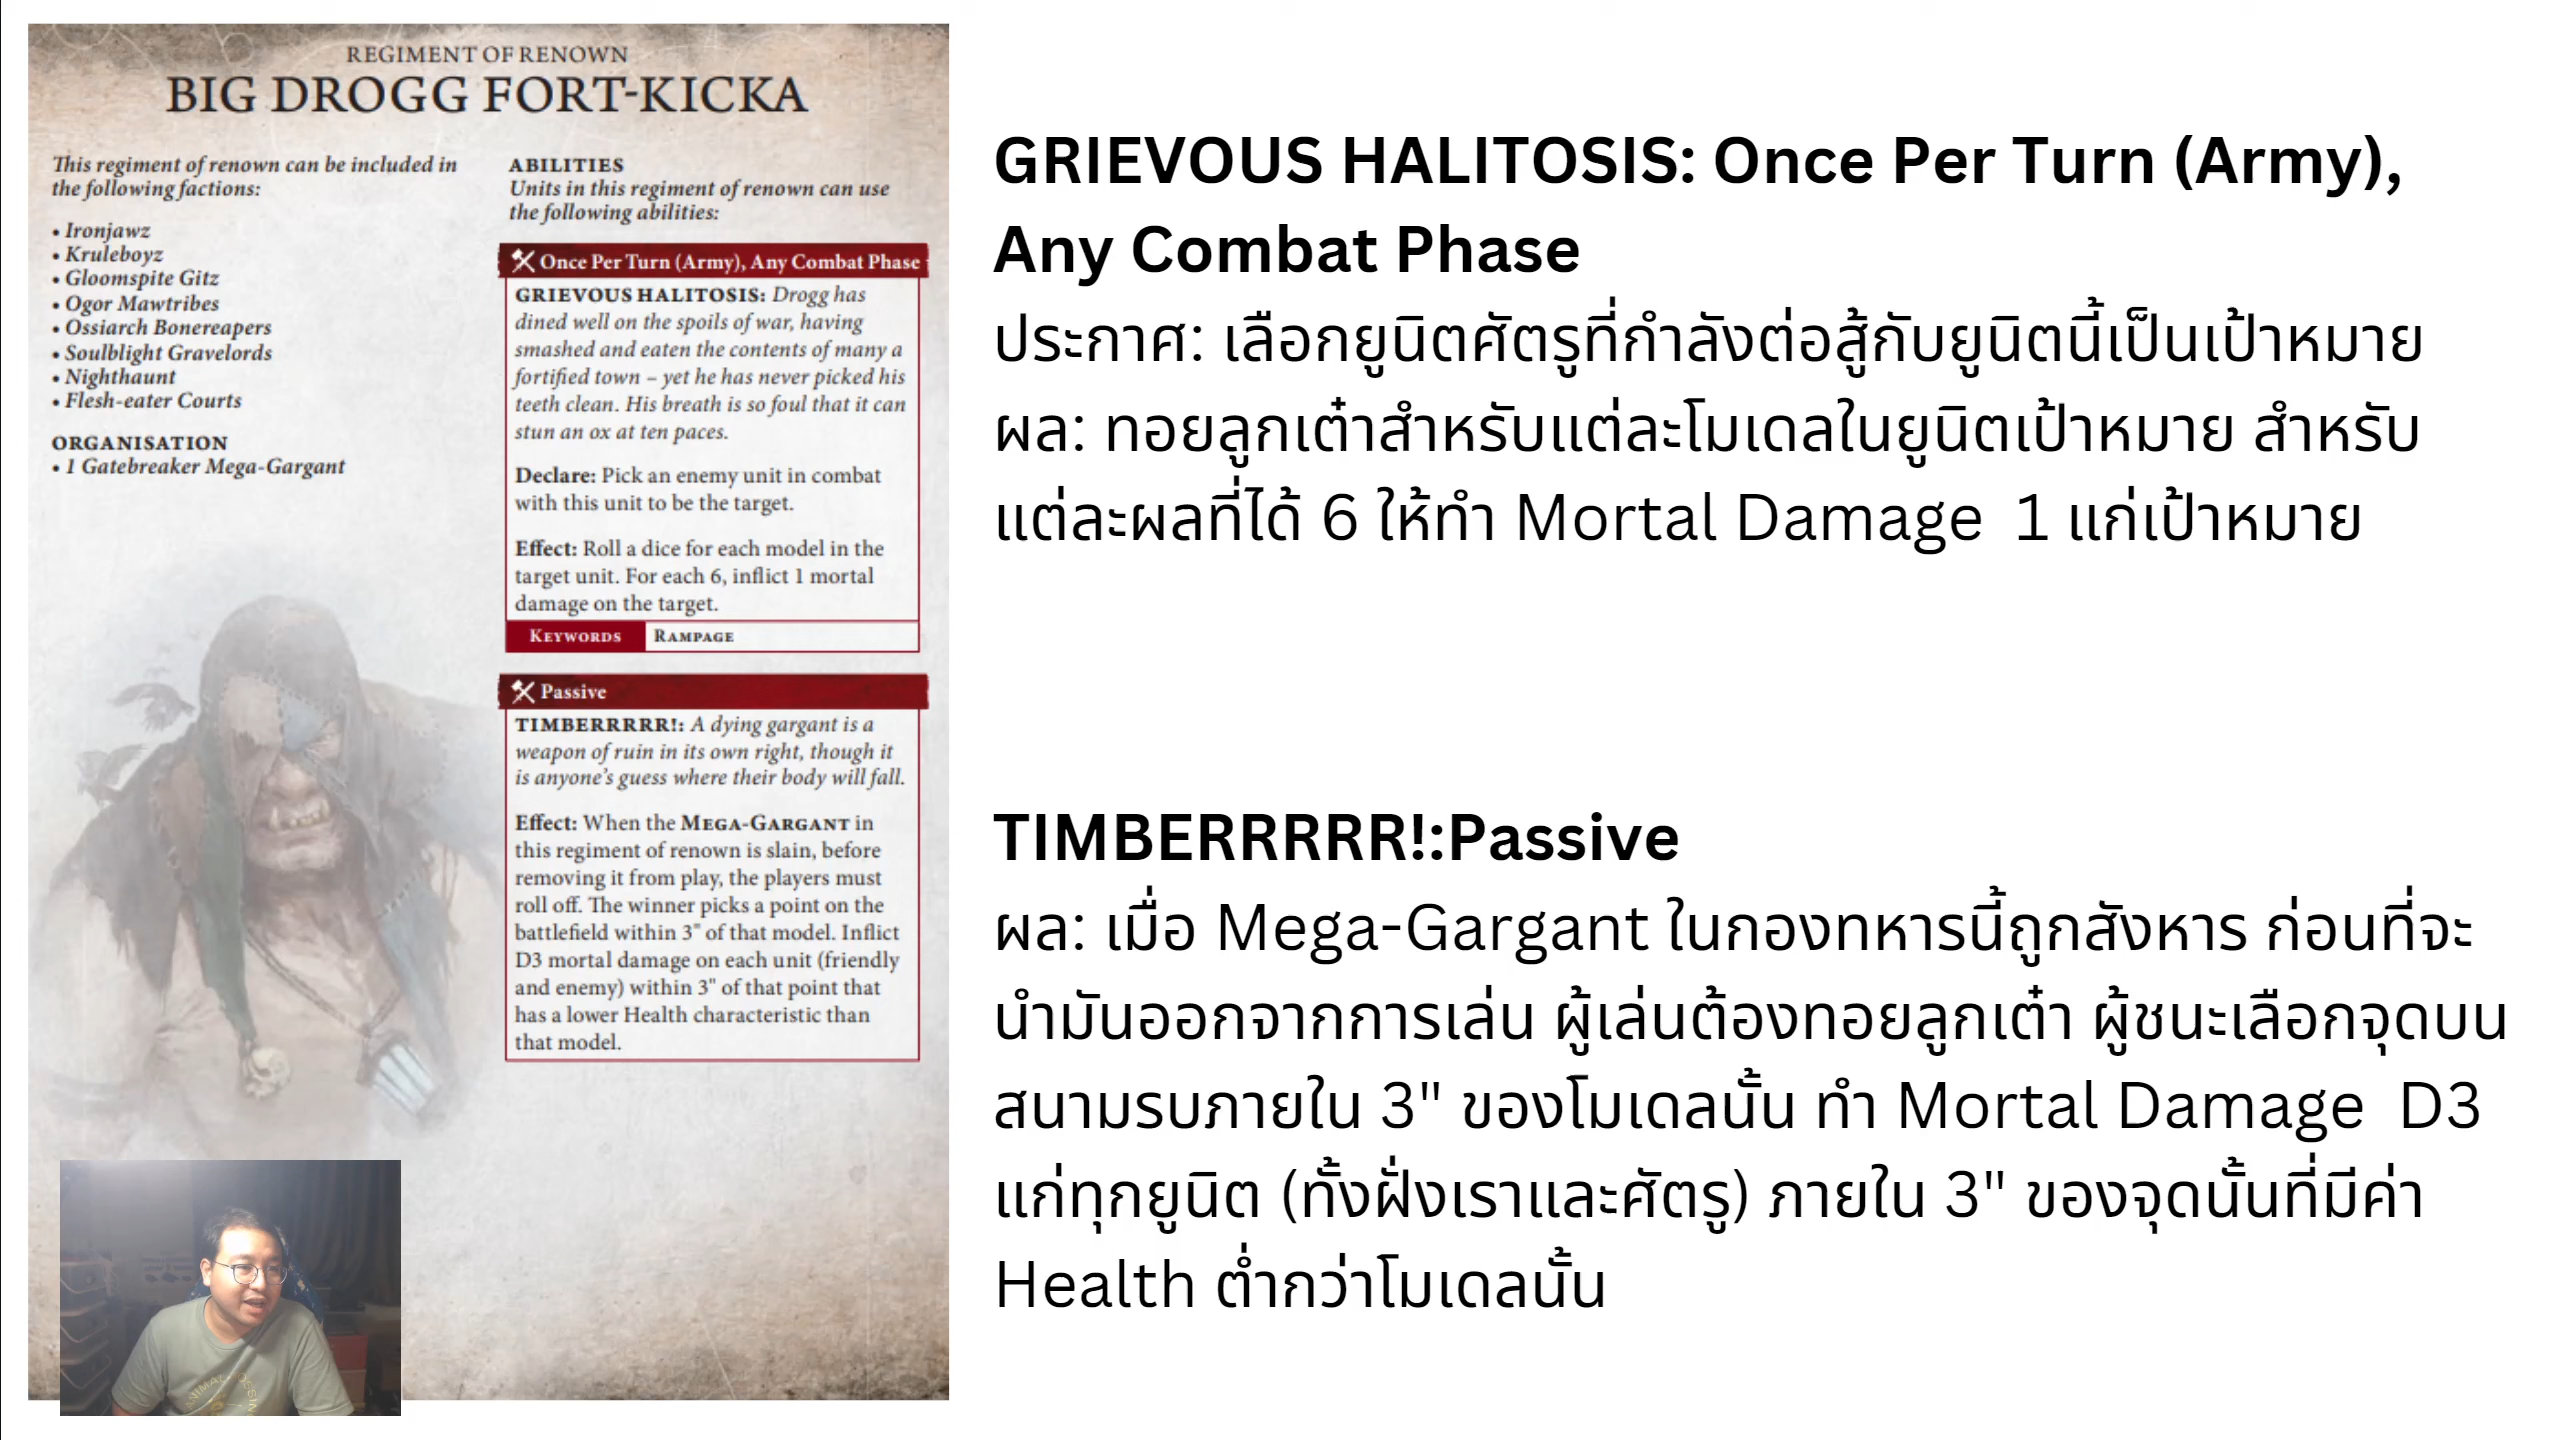 REGIMENT OF RENOWN
BIG DROGG FORT-KICKA
This regiment of renown can be included in
the following factions:
• Ironjawz
• Kruleboyz
• Gloomspite Gitz
• Ogor Mawtribes
• Ossiarch Bonereapers
• Soulblight Gravelords
• Nighthaunt
• Flesh-eater Courts
ORGANISATION
• 1 Gatebreaker Mega-Gargant
ABILITIES
Units in this regiment of renown can use
the following abilities:
Once Per Turn (Army), Any Combat Phase
GRIEVOUS HALITOSIS: Drogg has
dined well on the spoils of war, having
smashed and eaten the contents of many a
fortified town – yet he has never picked his
teeth clean. His breath is so foul that it can
stun an ox at ten paces.
Declare: Pick an enemy unit in combat
with this unit to be the target.
Effect: Roll a dice for each model in the
target unit. For each 6, inflict 1 mortal
damage on the target.
KEYWORDS RAMPAGE
Passive
TIMBERRRRR!: A dying gargant is a
weapon of ruin in its own right, though it
is anyone's guess where their body will fall.
Effect: When the MEGA-GARGANT in
this regiment of renown is slain, before
removing it from play, the players must
roll off. The winner picks a point on the
battlefield within 3" of that model. Inflict
D3 mortal damage on each unit (friendly
and enemy) within 3" of that point that
has a lower Health characteristic than
that model.
GRIEVOUS HALITOSIS: Once Per Turn (Army),
Any Combat Phase
ประกาศ: เลือกยูนิตศัตรูที่กำลังต่อสู้กับยูนิตนี้เป็นเป้าหมาย
ผล: ทอยลูกเต๋าสำหรับแต่ละโมเดลในยูนิตเป้าหมาย สำหรับ
แต่ละผลที่ได้ 6 ให้ทำ Mortal Damage 1 แก่เป้าหมาย
TIMBERRRRR!:Passive
ผล: เมื่อ Mega-Gargant ในกองทหารนี้ถูกสังหาร ก่อนที่จะ
นำมันออกจากการเล่น ผู้เล่นต้องทอยลูกเต๋า ผู้ชนะเลือกจุดบน
สนามรบภายใน 3" ของโมเดลนั้น ทำ Mortal Damage D3
แก่ทุกยูนิต (ทั้งฝั่งเราและศัตรู) ภายใน 3" ของจุดนั้นที่มีค่า
Health ต่ำกว่าโมเดลนั้น